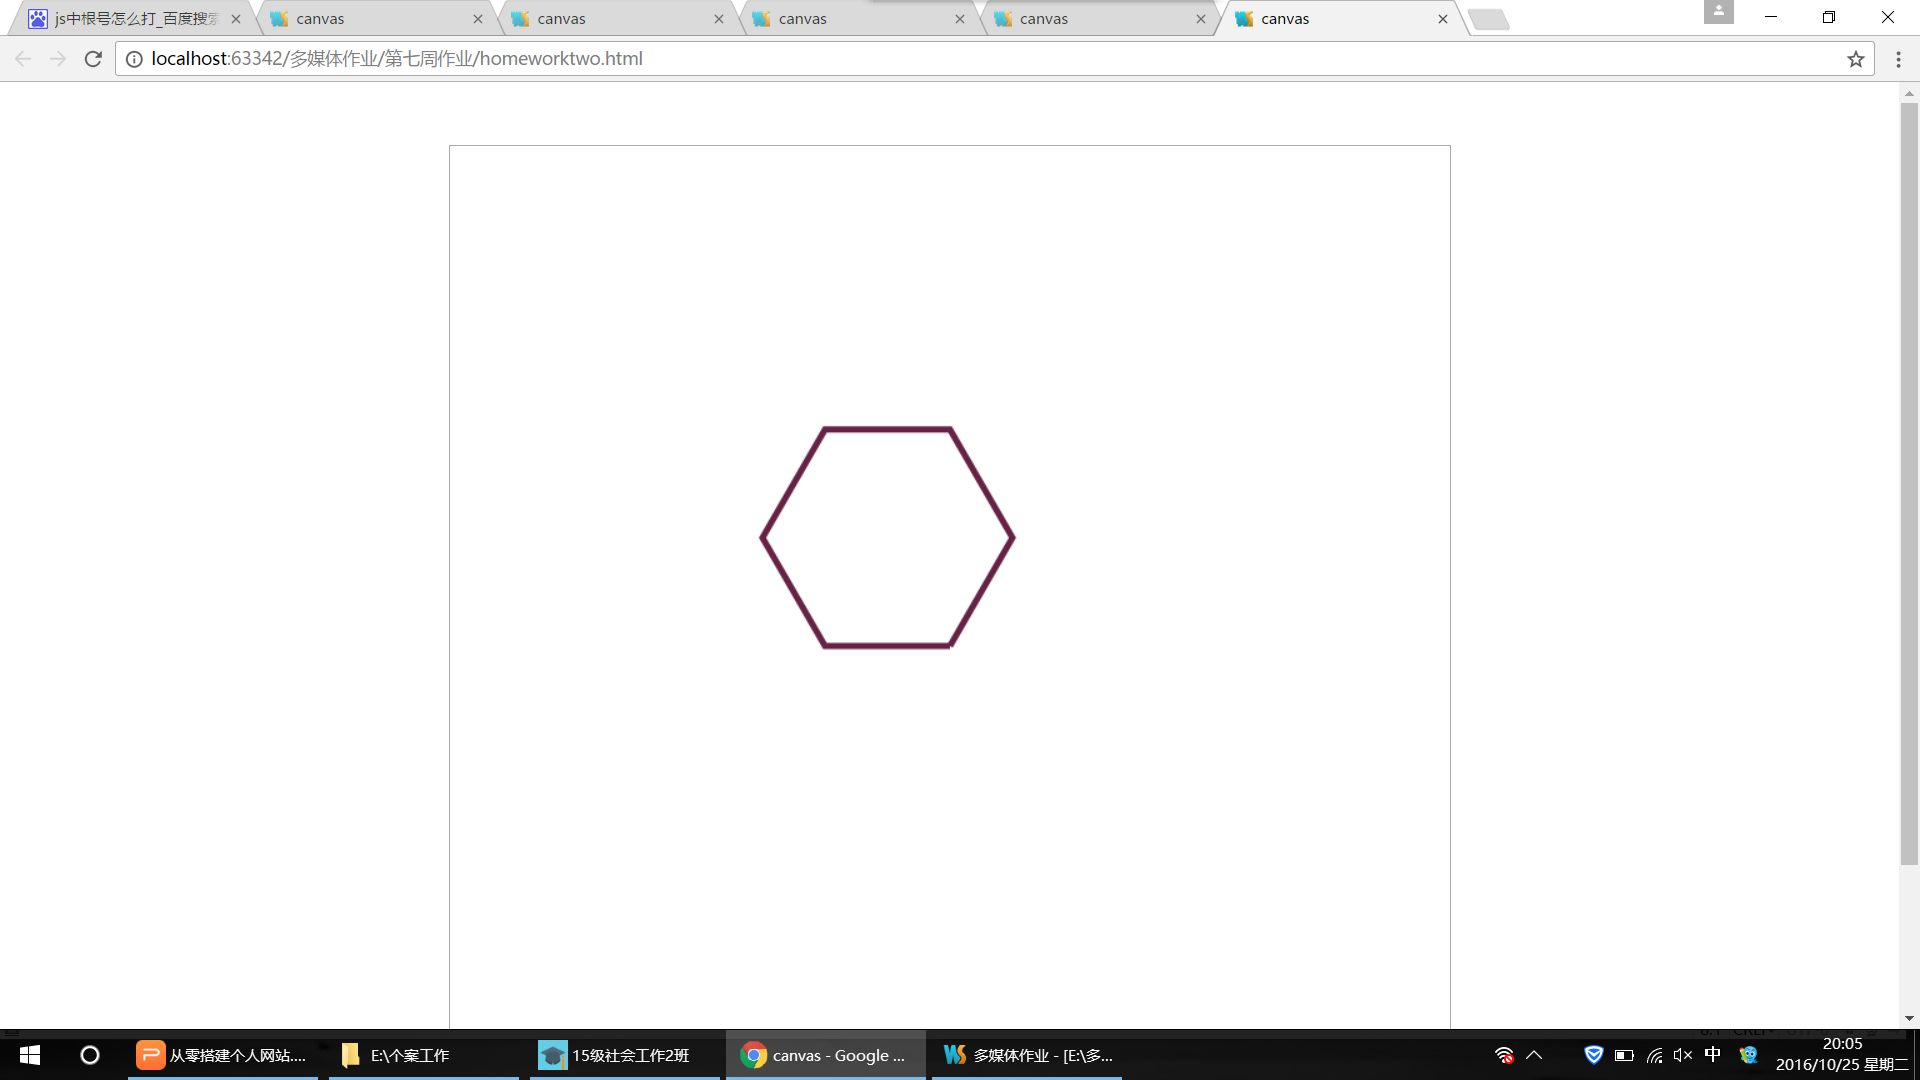 js中根号怎么打_百度搜索
canvas
canvas
canvas
canvas
canvas
localhost:63342/多媒体作业/第七周作业/homeworktwo.html
从零搭建个人网站....
E:\个案工作
15级社会工作2班
canvas - Google ...
多媒体作业 - [E:\多...
中
20:05
2016/10/25 星期二